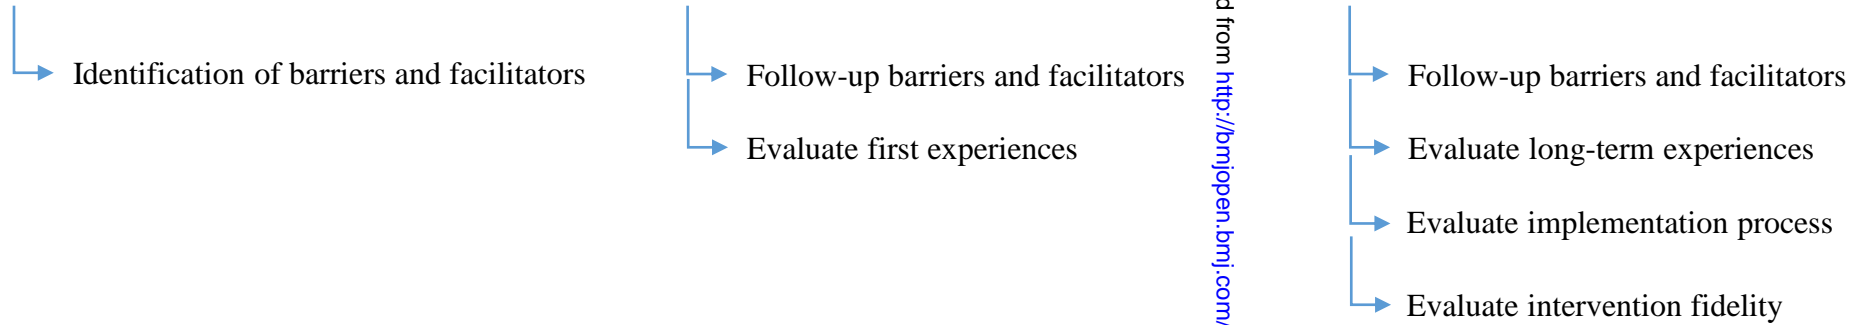 Identification of barriers and facilitators
Follow-up barriers and facilitators
Evaluate first experiences
from http://bmjopen.bmj.com/
Follow-up barriers and facilitators
Evaluate long-term experiences
Evaluate implementation process
Evaluate intervention fidelity